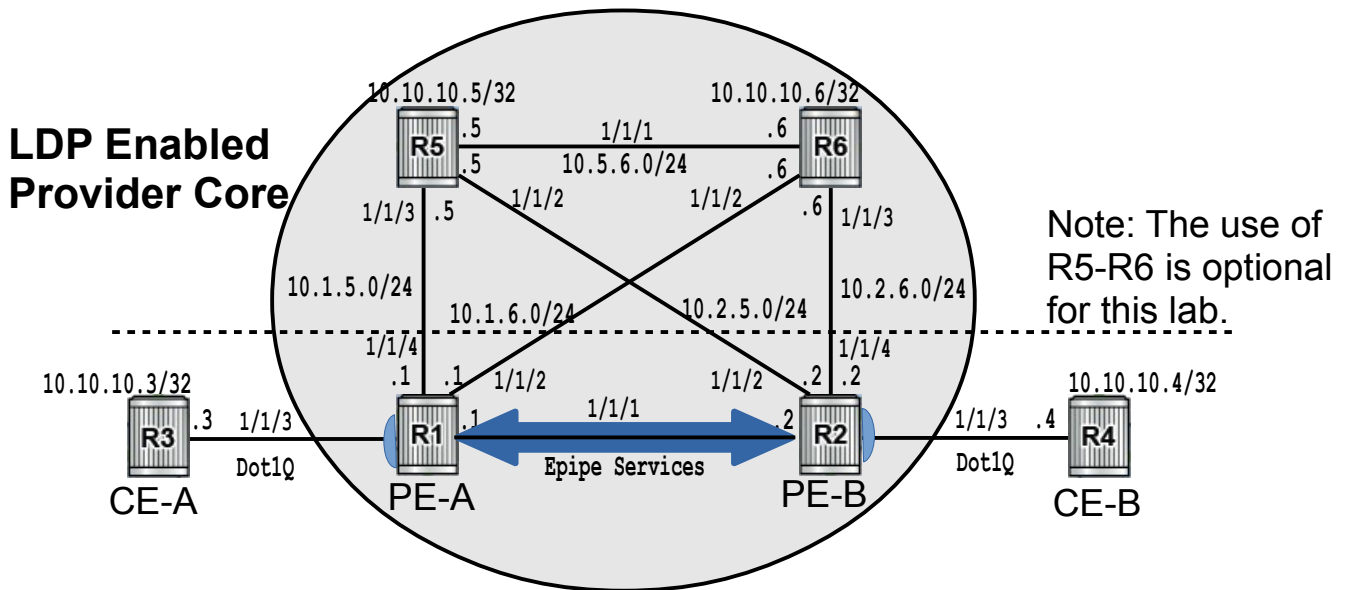 10.10.10.5/32
10.10.10.6/32
LDP Enabled
Provider Core
R5
.5
1/1/1
.6
R6
.5
10.5.6.0/24
.6
1/1/3
.5
1/1/2
1/1/2
.6
1/1/3
Note: The use of
R5-R6 is optional
for this lab.
10.1.5.0/24
10.1.6.0/24
10.2.5.0/24
10.2.6.0/24
1/1/4
1/1/4
10.10.10.3/32
.1
.1
1/1/2
1/1/2
.2
.2
10.10.10.4/32
R3
.3
1/1/3
R1
.1
1/1/1
.2
R2
1/1/3
.4
R4
Dot1Q
Epipe Services
Dot1Q
CE-A
PE-A
PE-B
CE-B